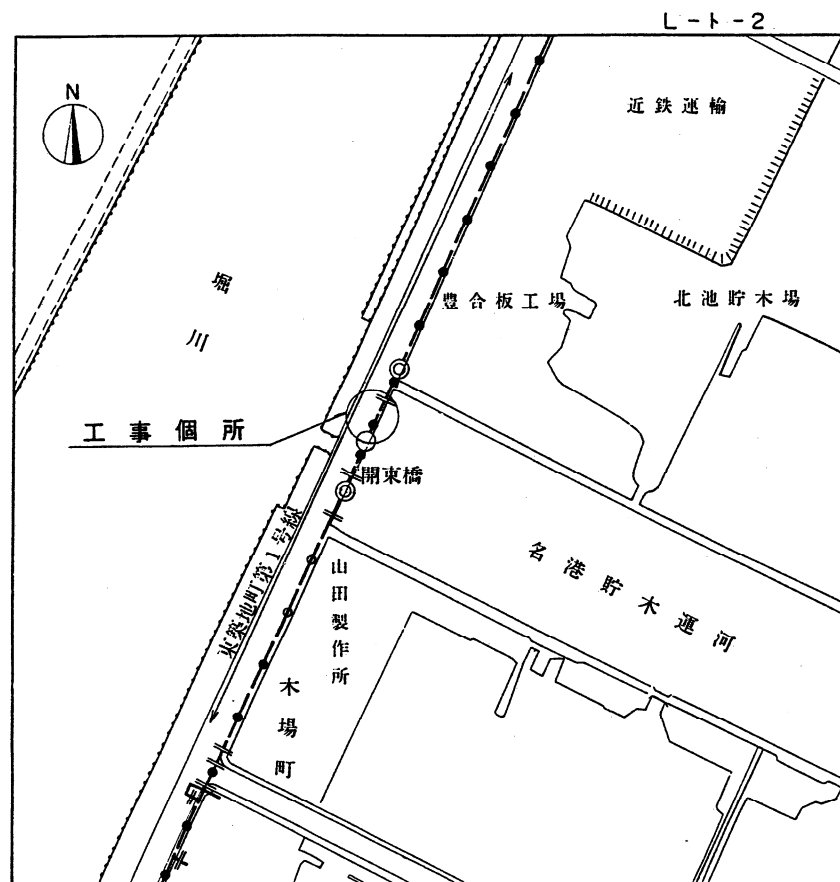 L-ト-2
N
近鉄運輸
堀川
豊合板工場
北池貯木場
工事個所
開東橋
東築地町第1号線
名港貯木運河
山田製作所
木場町